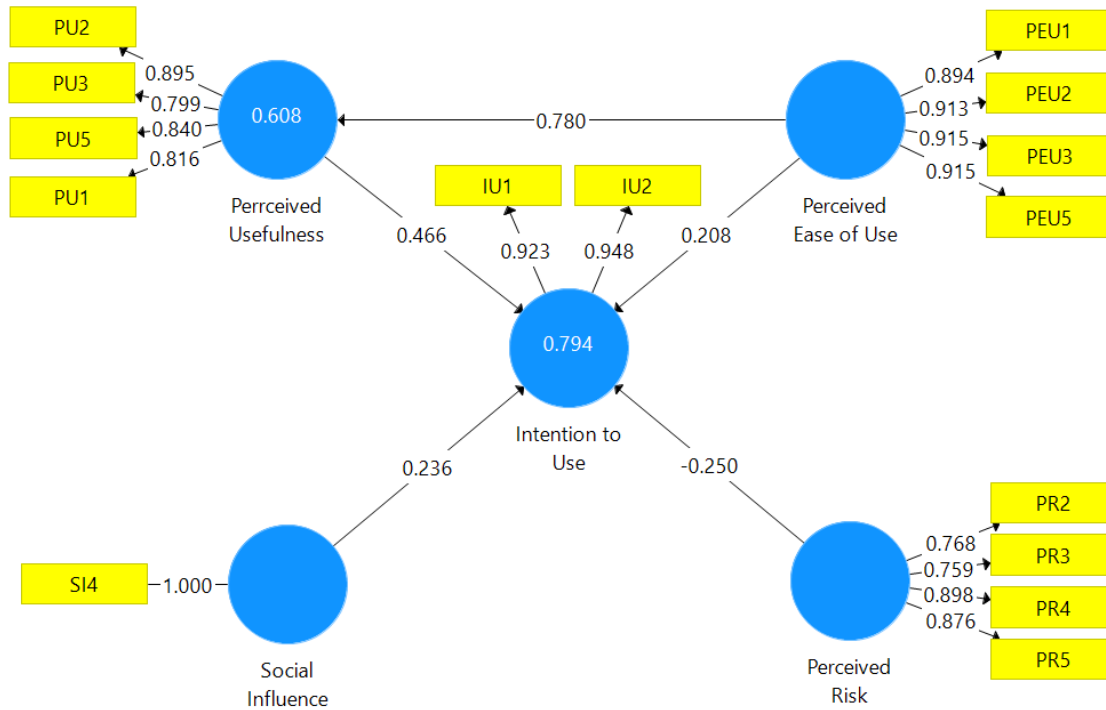 PU2
PU3
PU5
PU1
0.895
0.799
0.840
0.816
0.608
Perrceived
Usefulness
0.780
PEU1
PEU2
PEU3
PEU5
0.894
0.913
0.915
0.915
Perceived
Ease of Use
IU1
IU2
0.466
0.923
0.948
0.208
0.794
Intention to
Use
0.236
-0.250
SI4
1.000
Social
Influence
PR2
PR3
PR4
PR5
0.768
0.759
0.898
0.876
Perceived
Risk